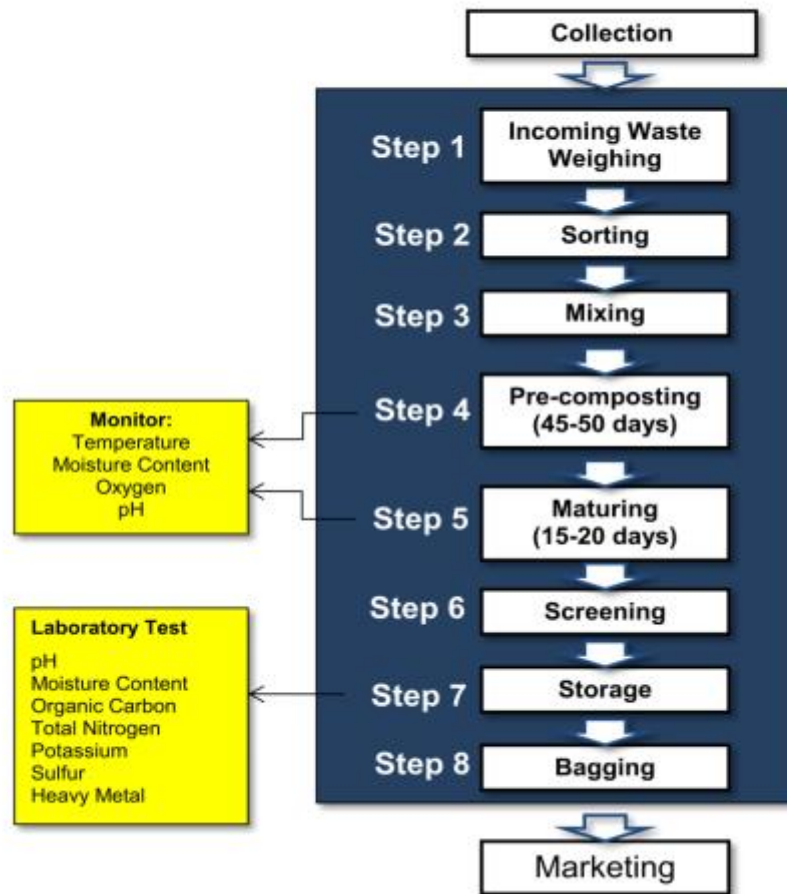 Collection
Step 1
Incoming Waste
Weighing
Step 2
Sorting
Step 3
Mixing
Step 4
Pre-composting
(45-50 days)
Monitor:
Temperature
Moisture Content
Oxygen
pH
Step 5
Maturing
(15-20 days)
Step 6
Screening
Laboratory Test
pH
Moisture Content
Organic Carbon
Total Nitrogen
Potassium
Sulfur
Heavy Metal
Step 7
Storage
Step 8
Bagging
Marketing